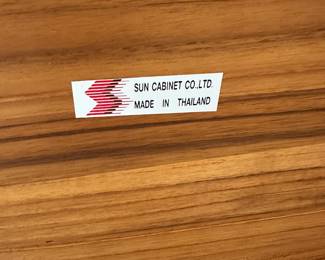 SUN CABINET CO.,LTD.
MADE IN THAILAND